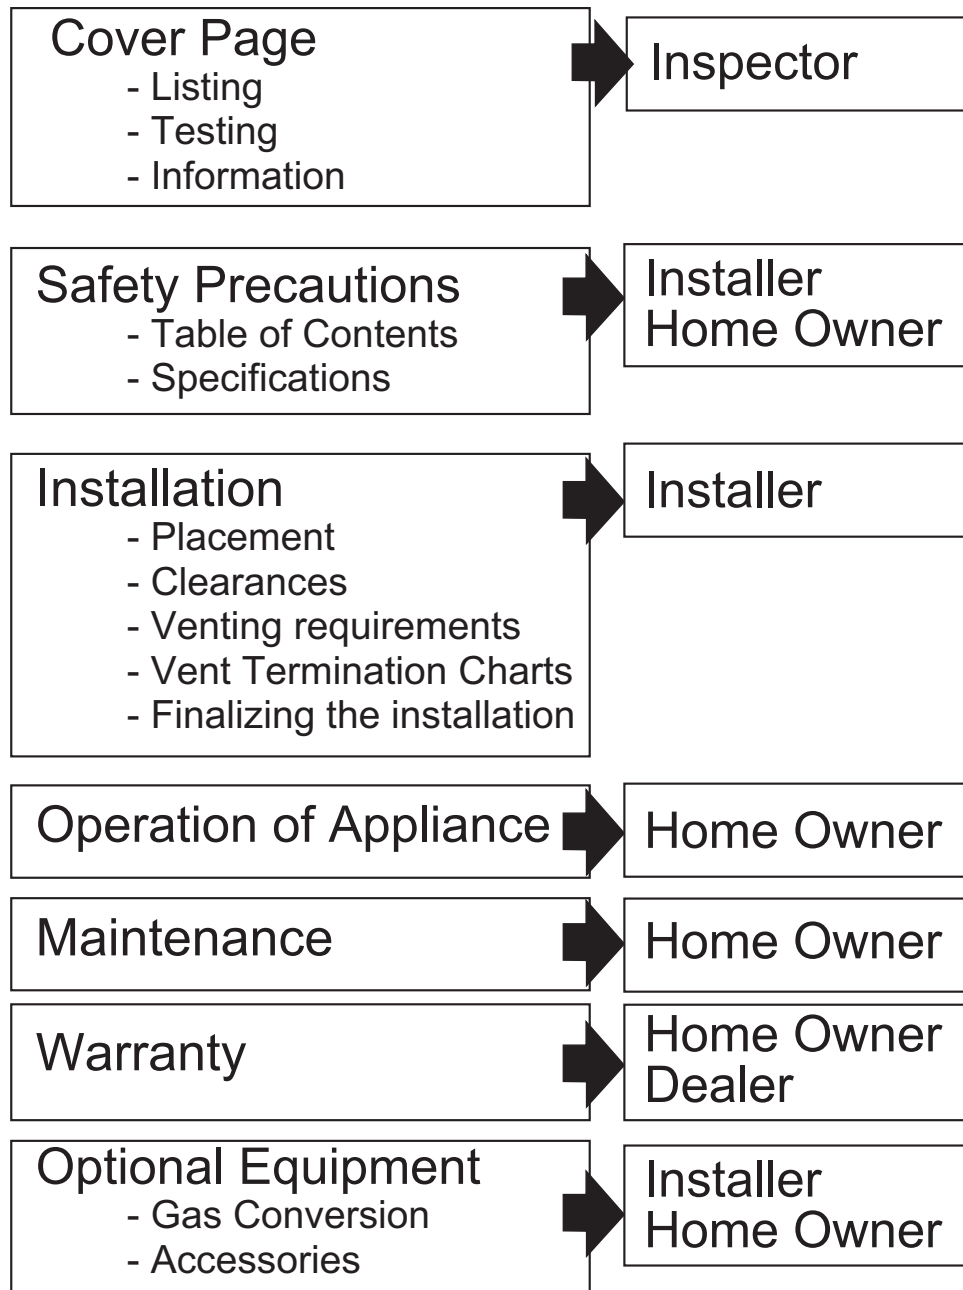 Cover Page
- Listing
- Testing
- Information
Inspector
Safety Precautions
- Table of Contents
- Specifications
Installer
Home Owner
Installation
- Placement
- Clearances
- Venting requirements
- Vent Termination Charts
- Finalizing the installation
Installer
Operation of Appliance
Home Owner
Maintenance
Home Owner
Warranty
Home Owner
Dealer
Optional Equipment
- Gas Conversion
- Accessories
Installer
Home Owner